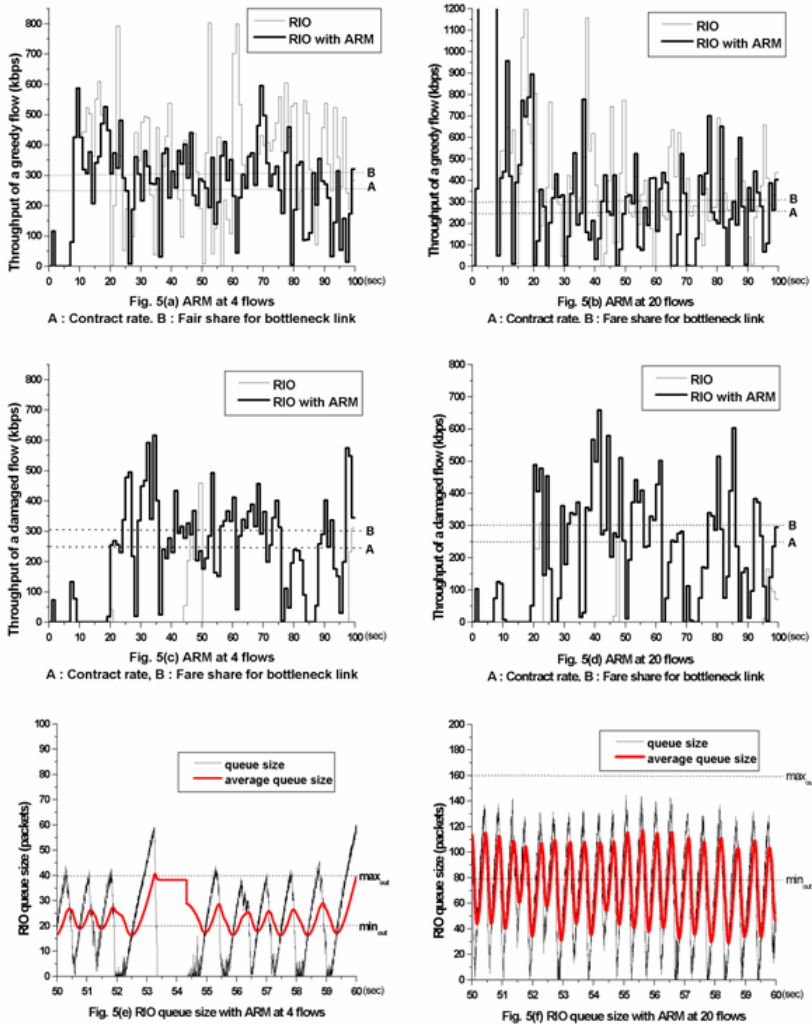 Throughput of a greedy flow (kbps)
800
700
600
500
400
300
200
100
0
RIO
RIO with ARM
B
A
0 10 20 30 40 50 60 70 80 90 100(sec)
Fig. 5(a) ARM at 4 flows
A : Contract rate. B : Fair share for bottleneck link
Throughput of a greedy flow (kbps)
1200
1100
1000
900
800
700
600
500
400
300
200
100
0
RIO
RIO with ARM
B
A
0 10 20 30 40 50 60 70 80 90 100(sec)
Fig. 5(b) ARM at 20 flows
A : Contract rate. B : Fare share for bottleneck link
Throughput of a damaged flow (kbps)
800
700
600
500
400
300
200
100
0
RIO
RIO with ARM
B
A
0 10 20 30 40 50 60 70 80 90 100(sec)
Fig. 5(c) ARM at 4 flows
A : Contract rate, B : Fare share for bottleneck link
Throughput of a damaged flow (kbps)
800
700
600
500
400
300
200
100
0
RIO
RIO with ARM
B
A
0 10 20 30 40 50 60 70 80 90 100(sec)
Fig. 5(d) ARM at 20 flows
A : Contract rate, B : Fare share for bottleneck link
RIO queue size (packets)
100
90
80
70
60
50
40
30
20
10
0
queue size
average queue size
max out
min out
50 51 52 53 54 55 56 57 58 59 60(sec)
Fig. 5(e) RIO queue size with ARM at 4 flows
RIO queue size (packets)
200
180
160
140
120
100
80
60
40
20
0
queue size
average queue size
max
min out
50 51 52 53 54 55 56 57 58 59 60(sec)
Fig. 5(f) RIO queue size with ARM at 20 flows